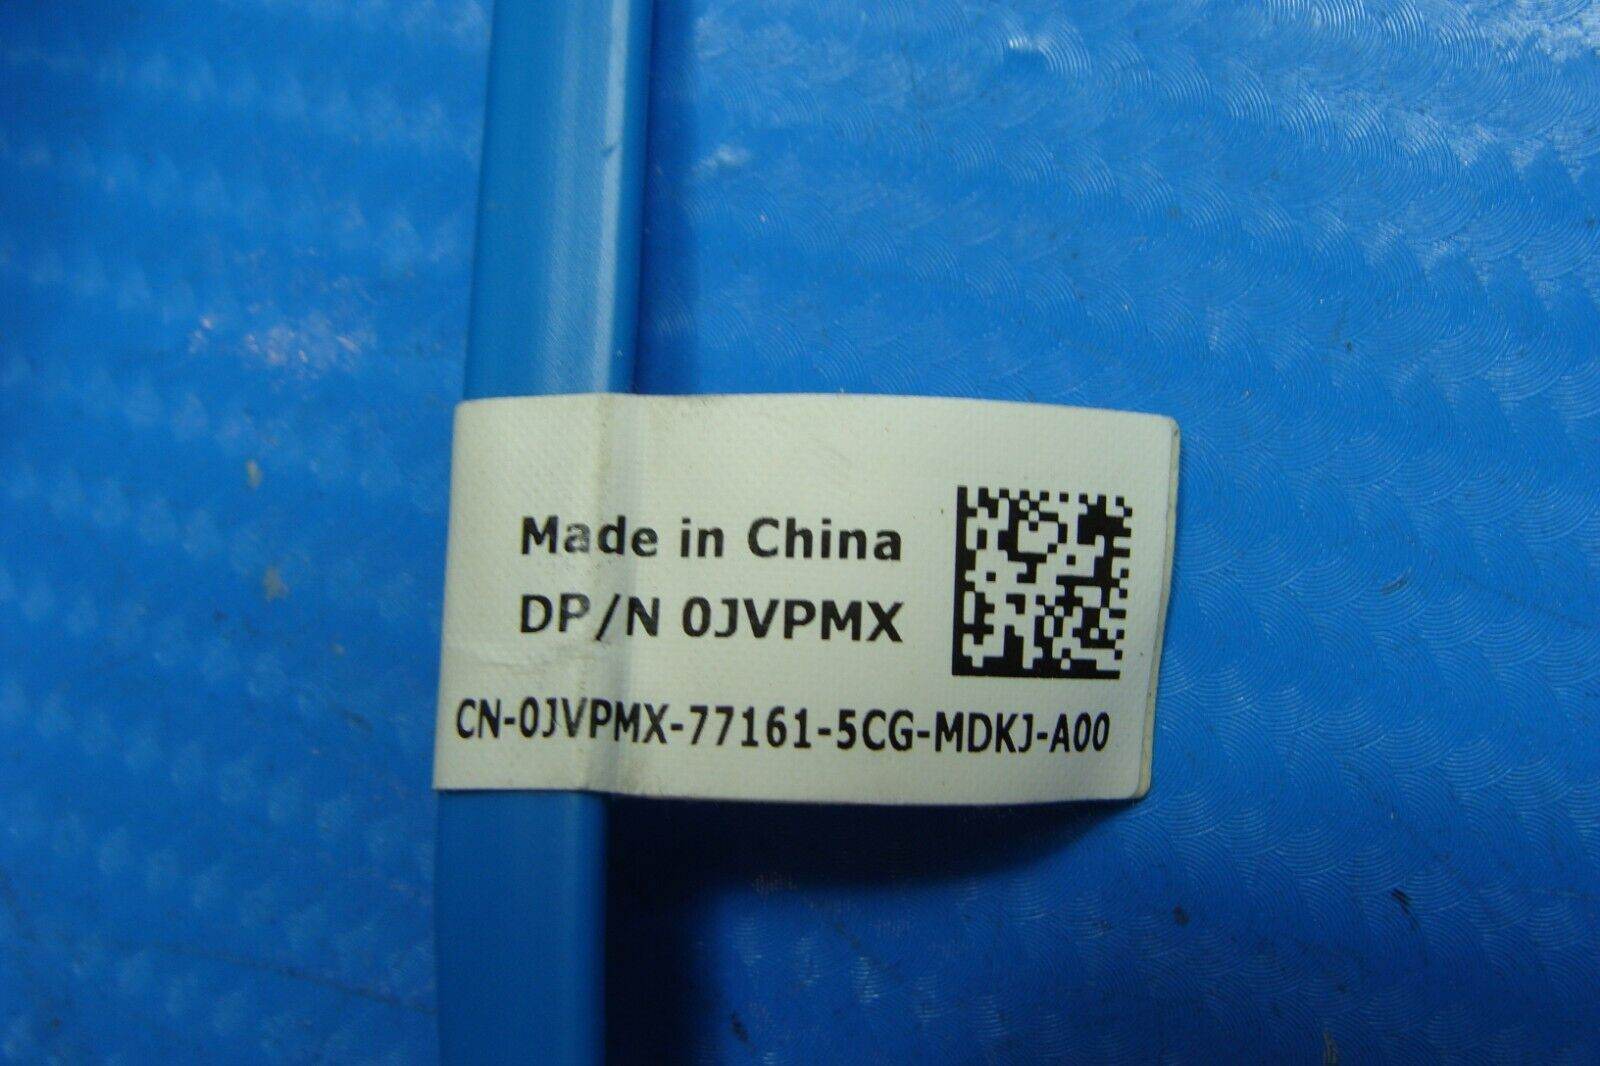 Made in China
DP/N 0JVPMX
CN-0JVPMX-77161-5CG-MDKJ-A00